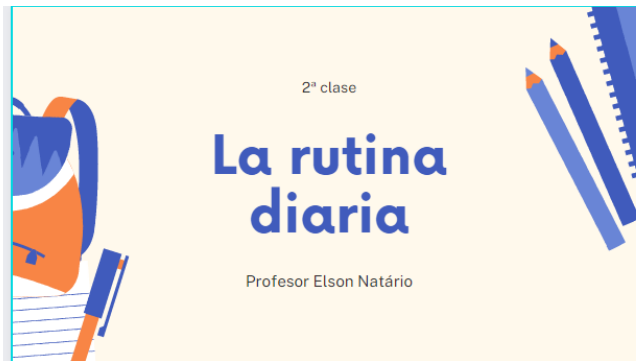 2ª clase
La rutina
diaria
Profesor Elson Natário